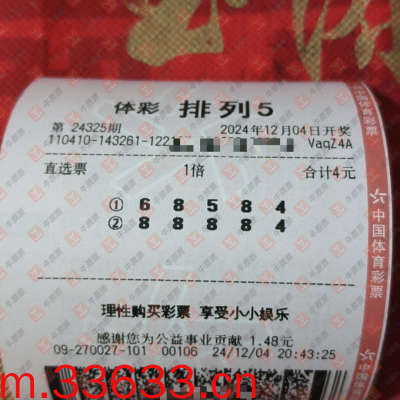 体彩 排列5
第 24325期 2024年12月04日开奖
110410-143261-1221 VaqZ4A
直选票 1倍 合计4元
① 6 8 5 8 4
② 8 8 8 8 4
理性购买彩票 享受小小娱乐
感谢您为公益事业贡献 1.48元
09-270027-101 00106 24/12/04 20:43:25
中国体育彩票
m.33633.cn